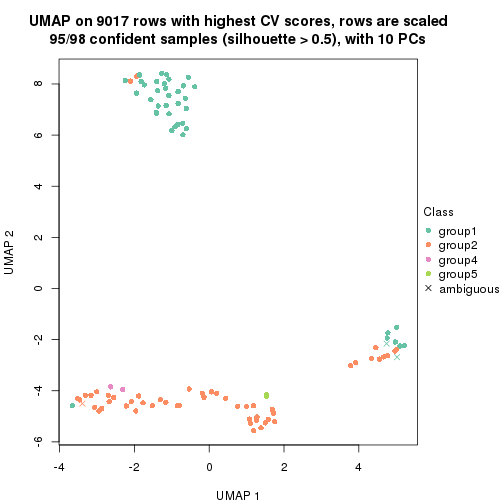 UMAP on 9017 rows with highest CV scores, rows are scaled
95/98 confident samples (silhouette > 0.5), with 10 PCs
8
6
4
2
0
-2
-4
-6
UMAP 2
-4
-2
0
2
4
UMAP 1
Class
group1
group2
group4
group5
ambiguous